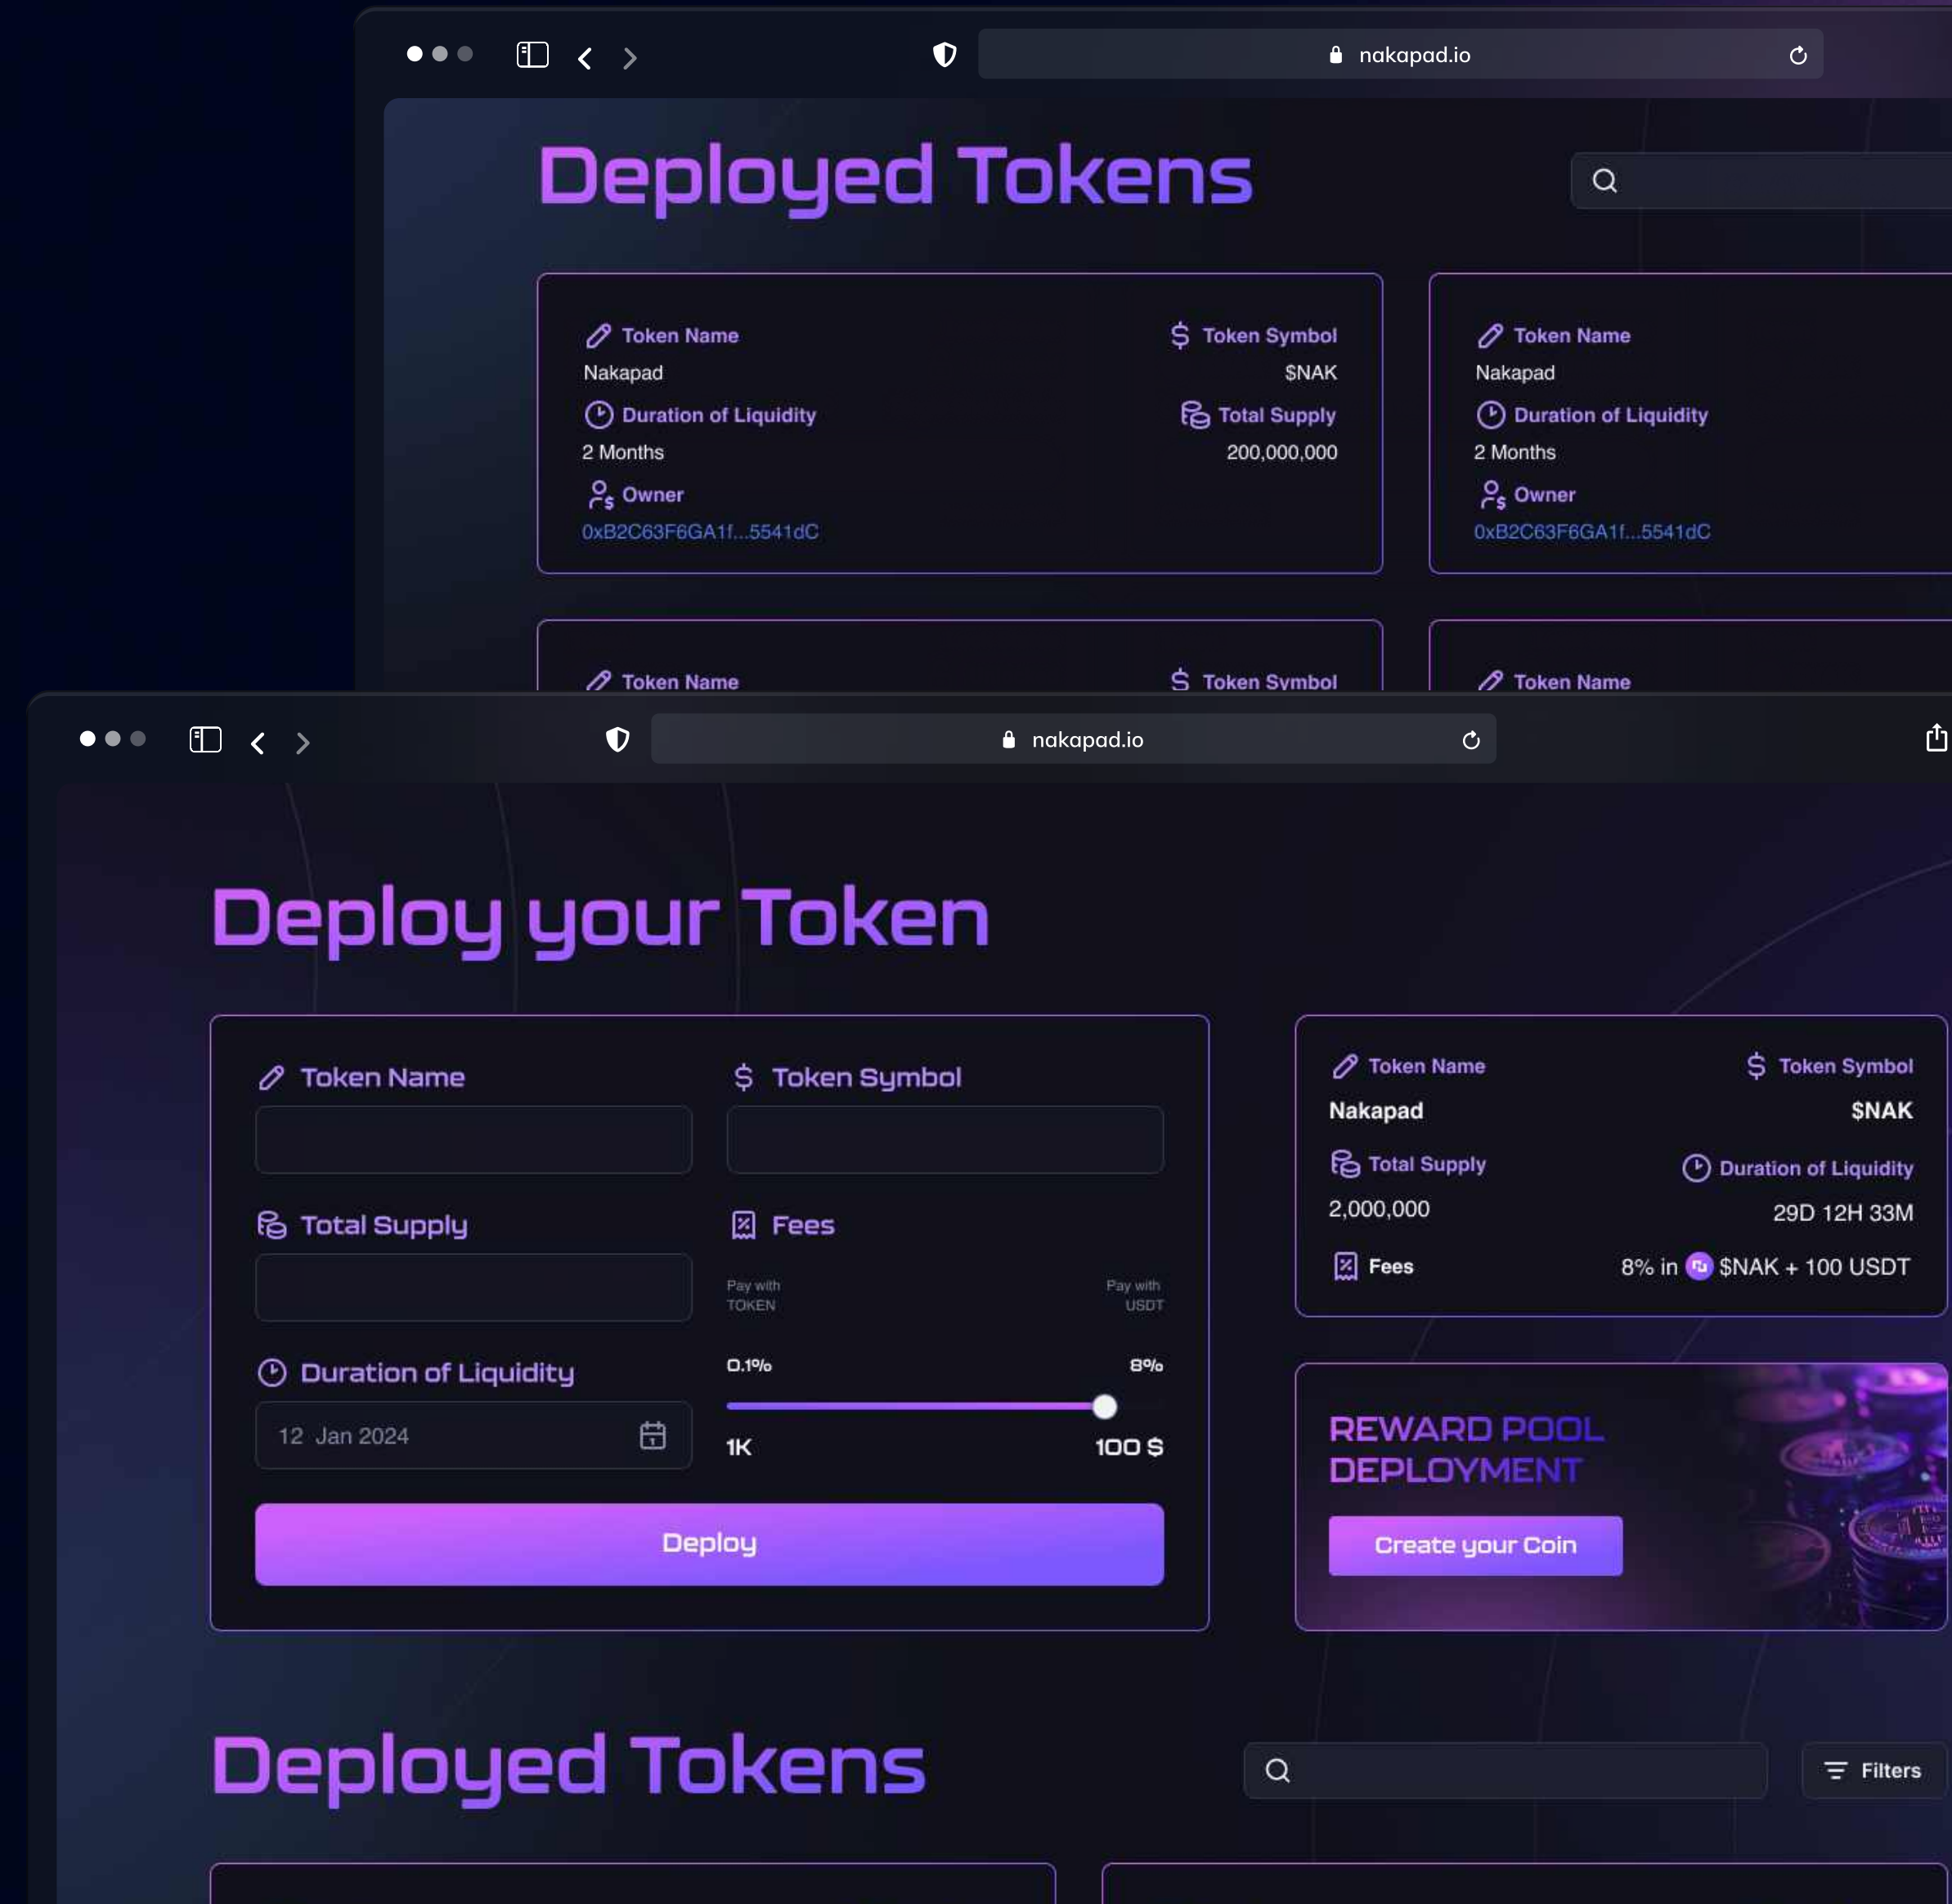 nakapad.io
Deployed Tokens
Token Name
Token Symbol
Token Name
Nakapad
$NAK
Nakapad
Duration of Liquidity
Total Supply
Duration of Liquidity
2 Months
200,000,000
2 Months
Owner
Owner
0xB2C63F6GA1f...5541dC
0xB2C63F6GA1f...5541dC
Token Name
Token Symbol
Token Name
nakapad.io
Deploy your Token
Token Name
Token Symbol
Total Supply
Fees
Pay with
TOKEN
Pay with
USDT
Duration of Liquidity
0.1%
8%
12 Jan 2024
1K
100 $
Deploy
Token Name
Token Symbol
Nakapad
$NAK
Total Supply
Duration of Liquidity
2,000,000
29D 12H 33M
Fees
8% in $NAK + 100 USDT
REWARD POOL
DEPLOYMENT
Create your Coin
Deployed Tokens
Filters